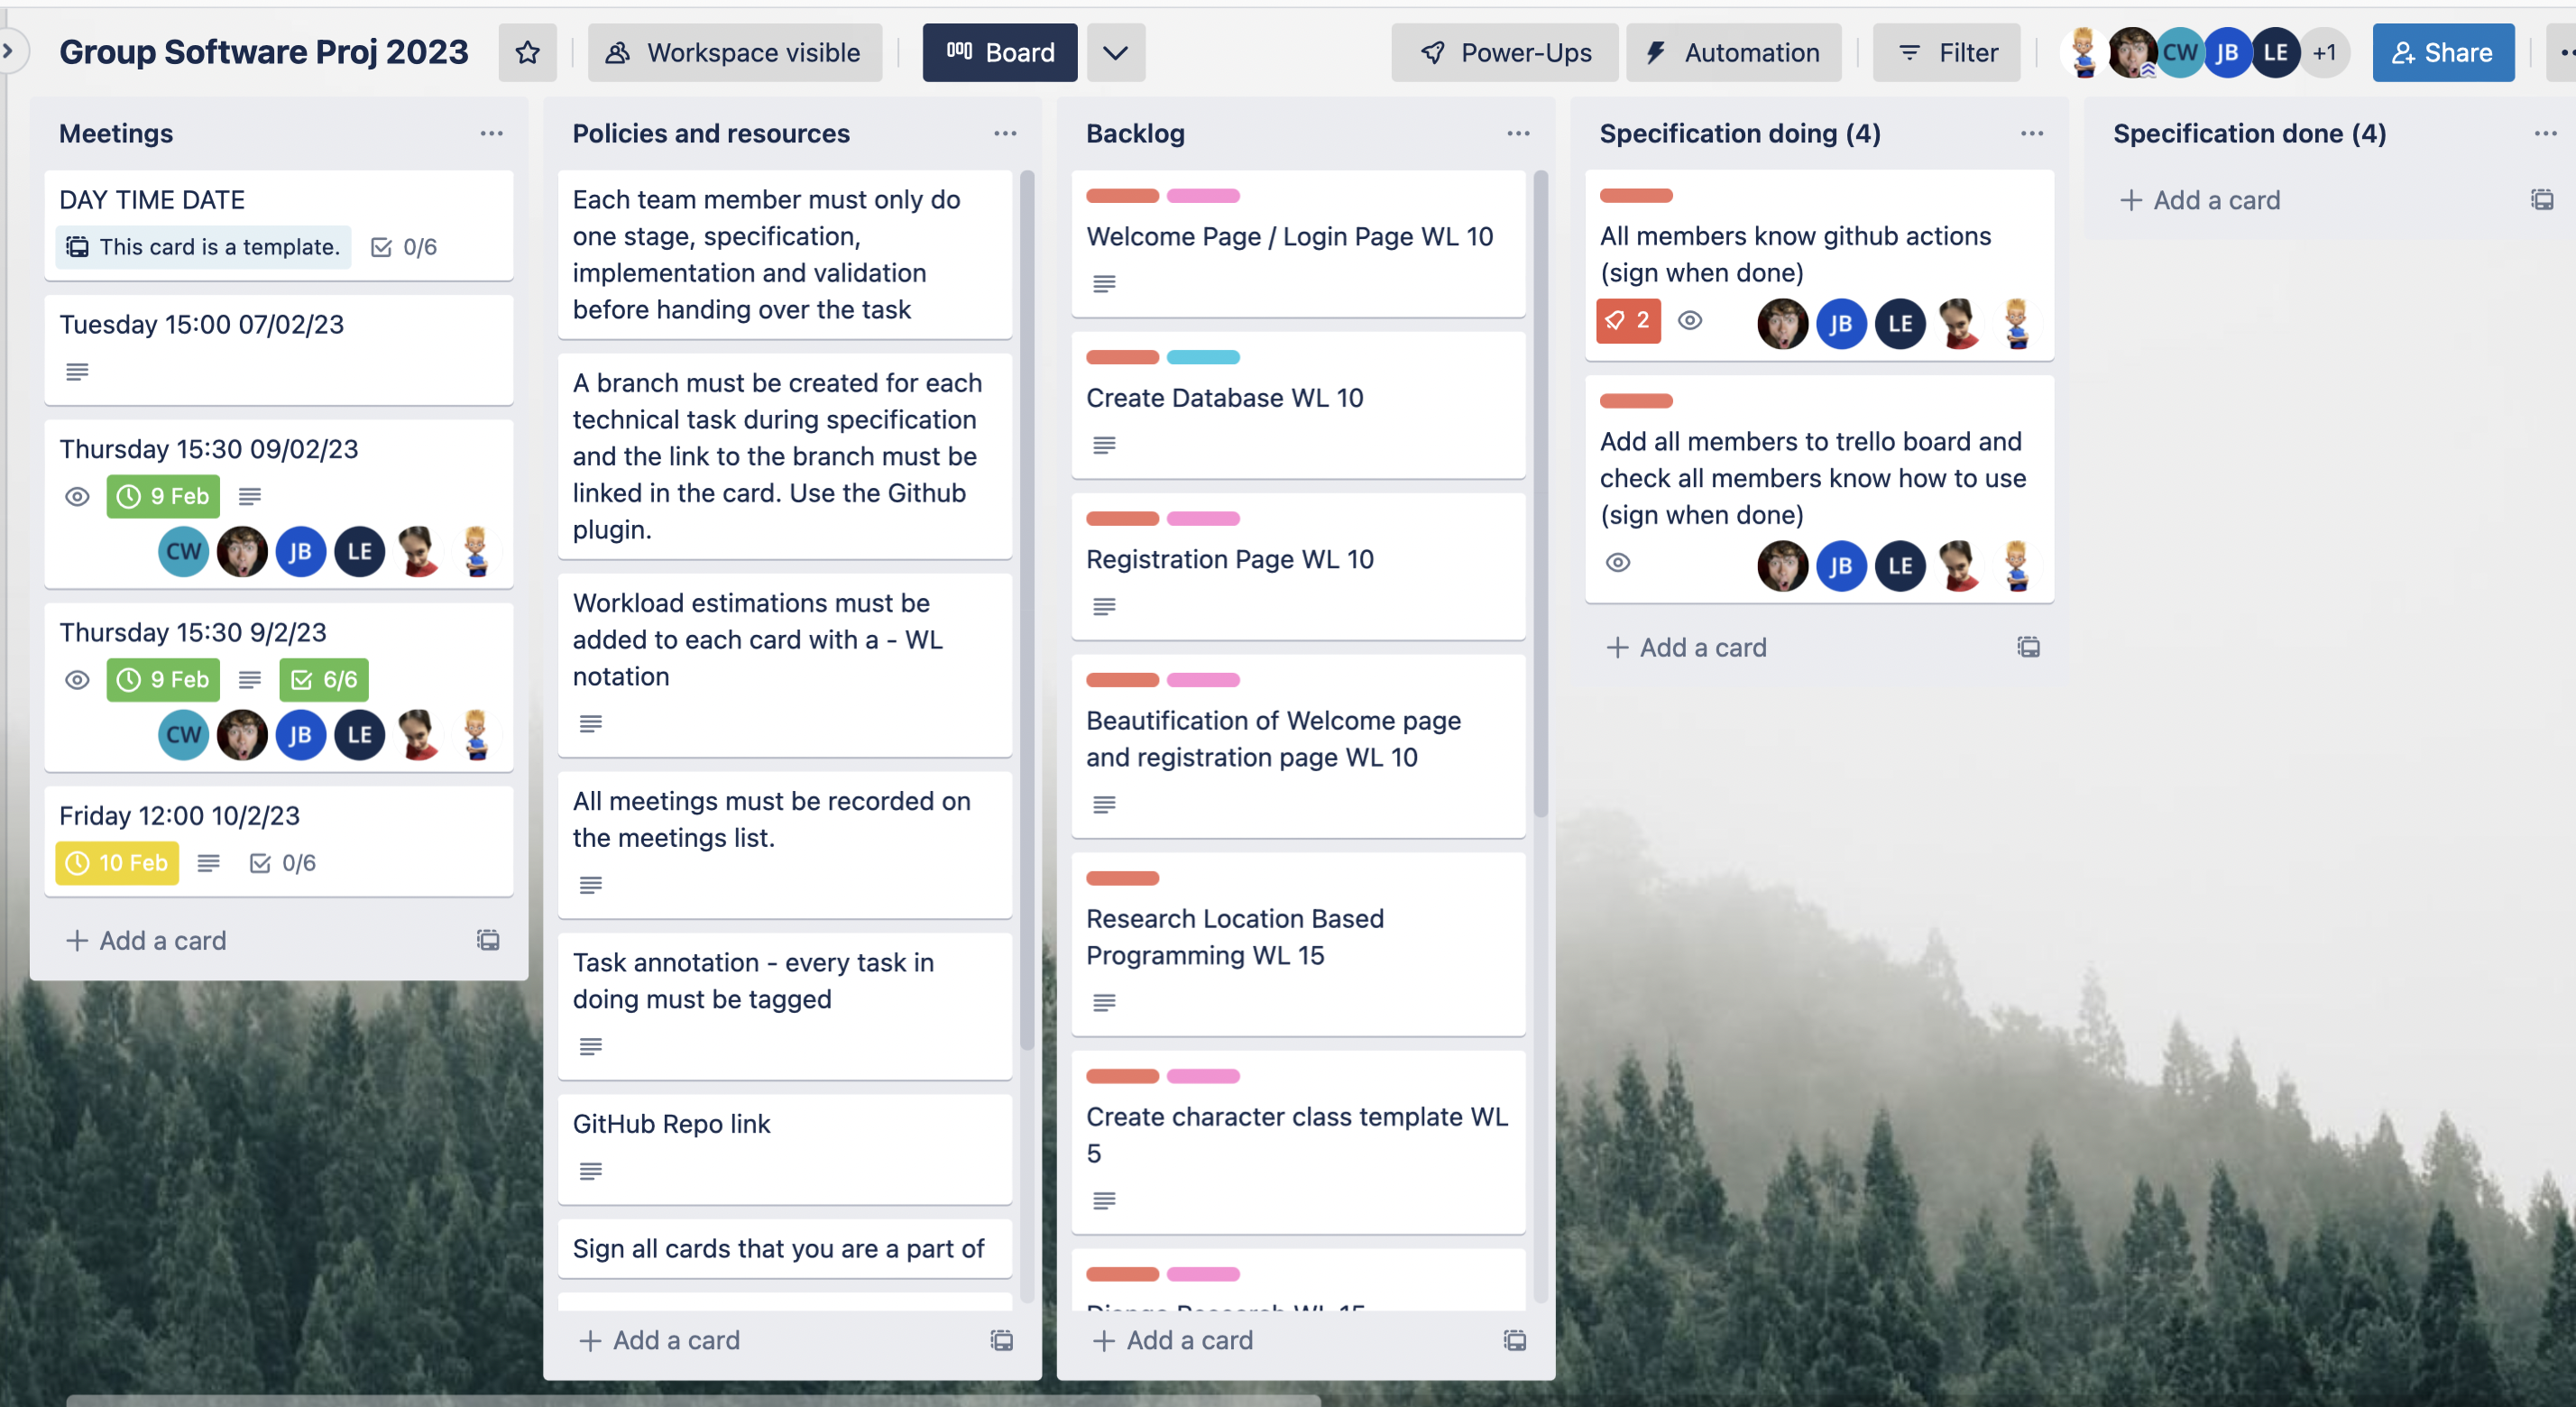 Group Software Proj 2023
Workspace visible
Board
Power-Ups
Automation
Filter
CW
JB
LE
+1
Share
Meetings
DAY TIME DATE
This card is a template.
0/6
Tuesday 15:00 07/02/23
Thursday 15:30 09/02/23
9 Feb
CW
JB
LE
Thursday 15:30 9/2/23
9 Feb
6/6
CW
JB
LE
Friday 12:00 10/2/23
10 Feb
0/6
Add a card
Policies and resources
Each team member must only do
one stage, specification,
implementation and validation
before handing over the task
A branch must be created for each
technical task during specification
and the link to the branch must be
linked in the card. Use the Github
plugin.
Workload estimations must be
added to each card with a - WL
notation
All meetings must be recorded on
the meetings list.
Task annotation - every task in
doing must be tagged
GitHub Repo link
Sign all cards that you are a part of
Add a card
Backlog
Welcome Page / Login Page WL 10
Create Database WL 10
Registration Page WL 10
Beautification of Welcome page
and registration page WL 10
Research Location Based
Programming WL 15
Create character class template WL
5
Django Research WL 15
Add a card
Specification doing (4)
All members know github actions
(sign when done)
2
JB
LE
Add all members to trello board and
check all members know how to use
(sign when done)
JB
LE
Add a card
Specification done (4)
Add a card